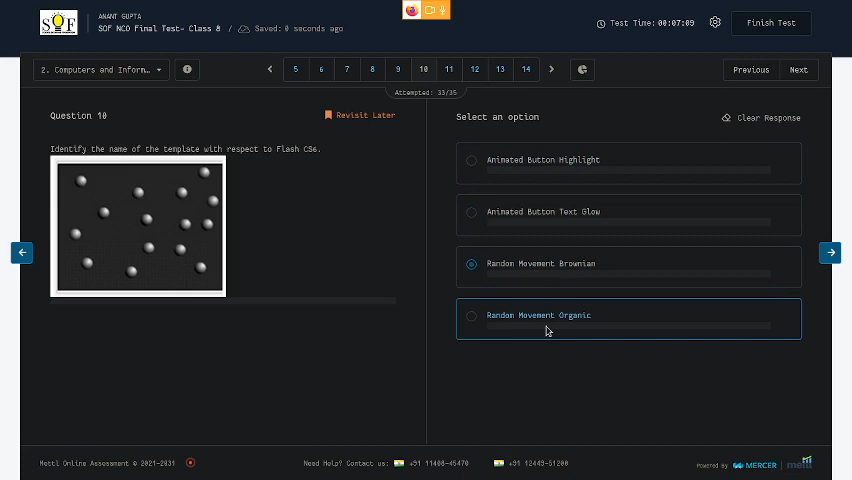 SOF
ANANT GUPTA
SOF NCO Final Test- Class 8 / Saved: 0 seconds ago
Test Time: 00:07:09
Finish Test
2. Computers and Inform...
5 6 7 8 9 10 11 12 13 14
Previous Next
Attempted: 33/35
Question 10
Revisit Later
Identify the name of the template with respect to Flash CS6.
Select an option
Clear Response
Animated Button Highlight
Animated Button Text Glow
Random Movement Brownian
Random Movement Organic
Mettl Online Assessment © 2021-2031
Need Help? Contact us: +91 11408-45470 +91 12449-51200
Powered by MERCER mettl